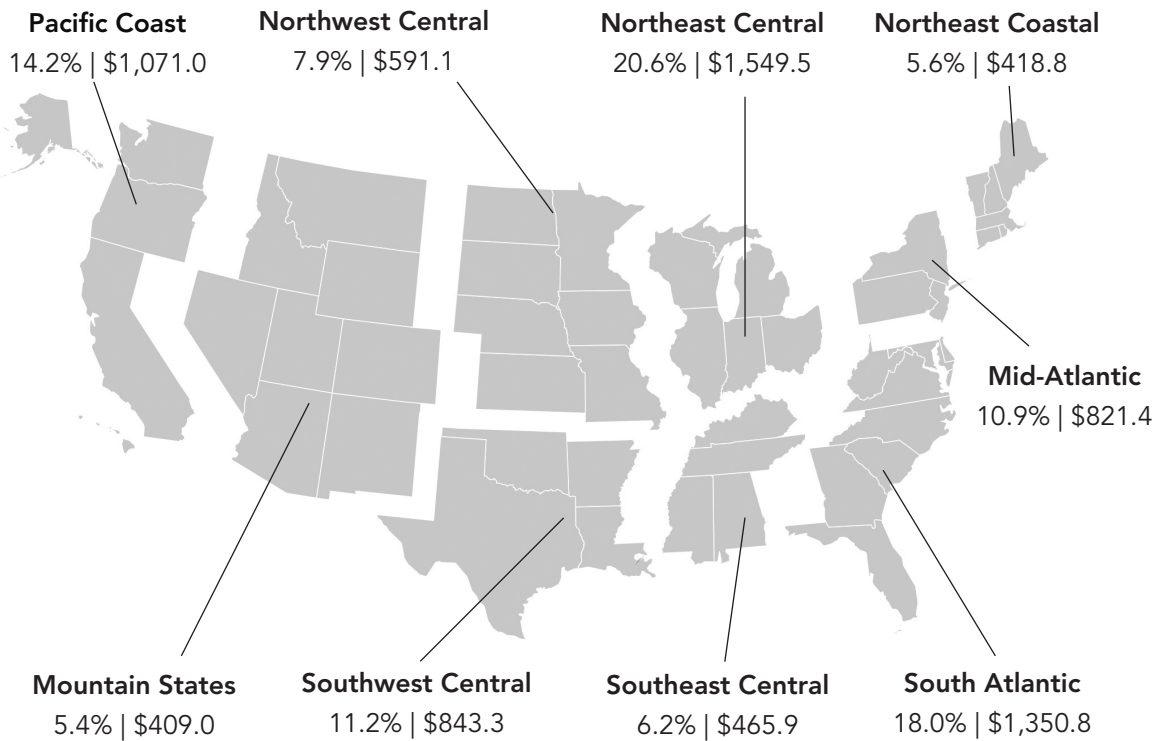 Pacific Coast
14.2% | $1,071.0
Northwest Central
7.9% | $591.1
Northeast Central
20.6% | $1,549.5
Northeast Coastal
5.6% | $418.8
Mid-Atlantic
10.9% | $821.4
Mountain States
5.4% | $409.0
Southwest Central
11.2% | $843.3
Southeast Central
6.2% | $465.9
South Atlantic
18.0% | $1,350.8